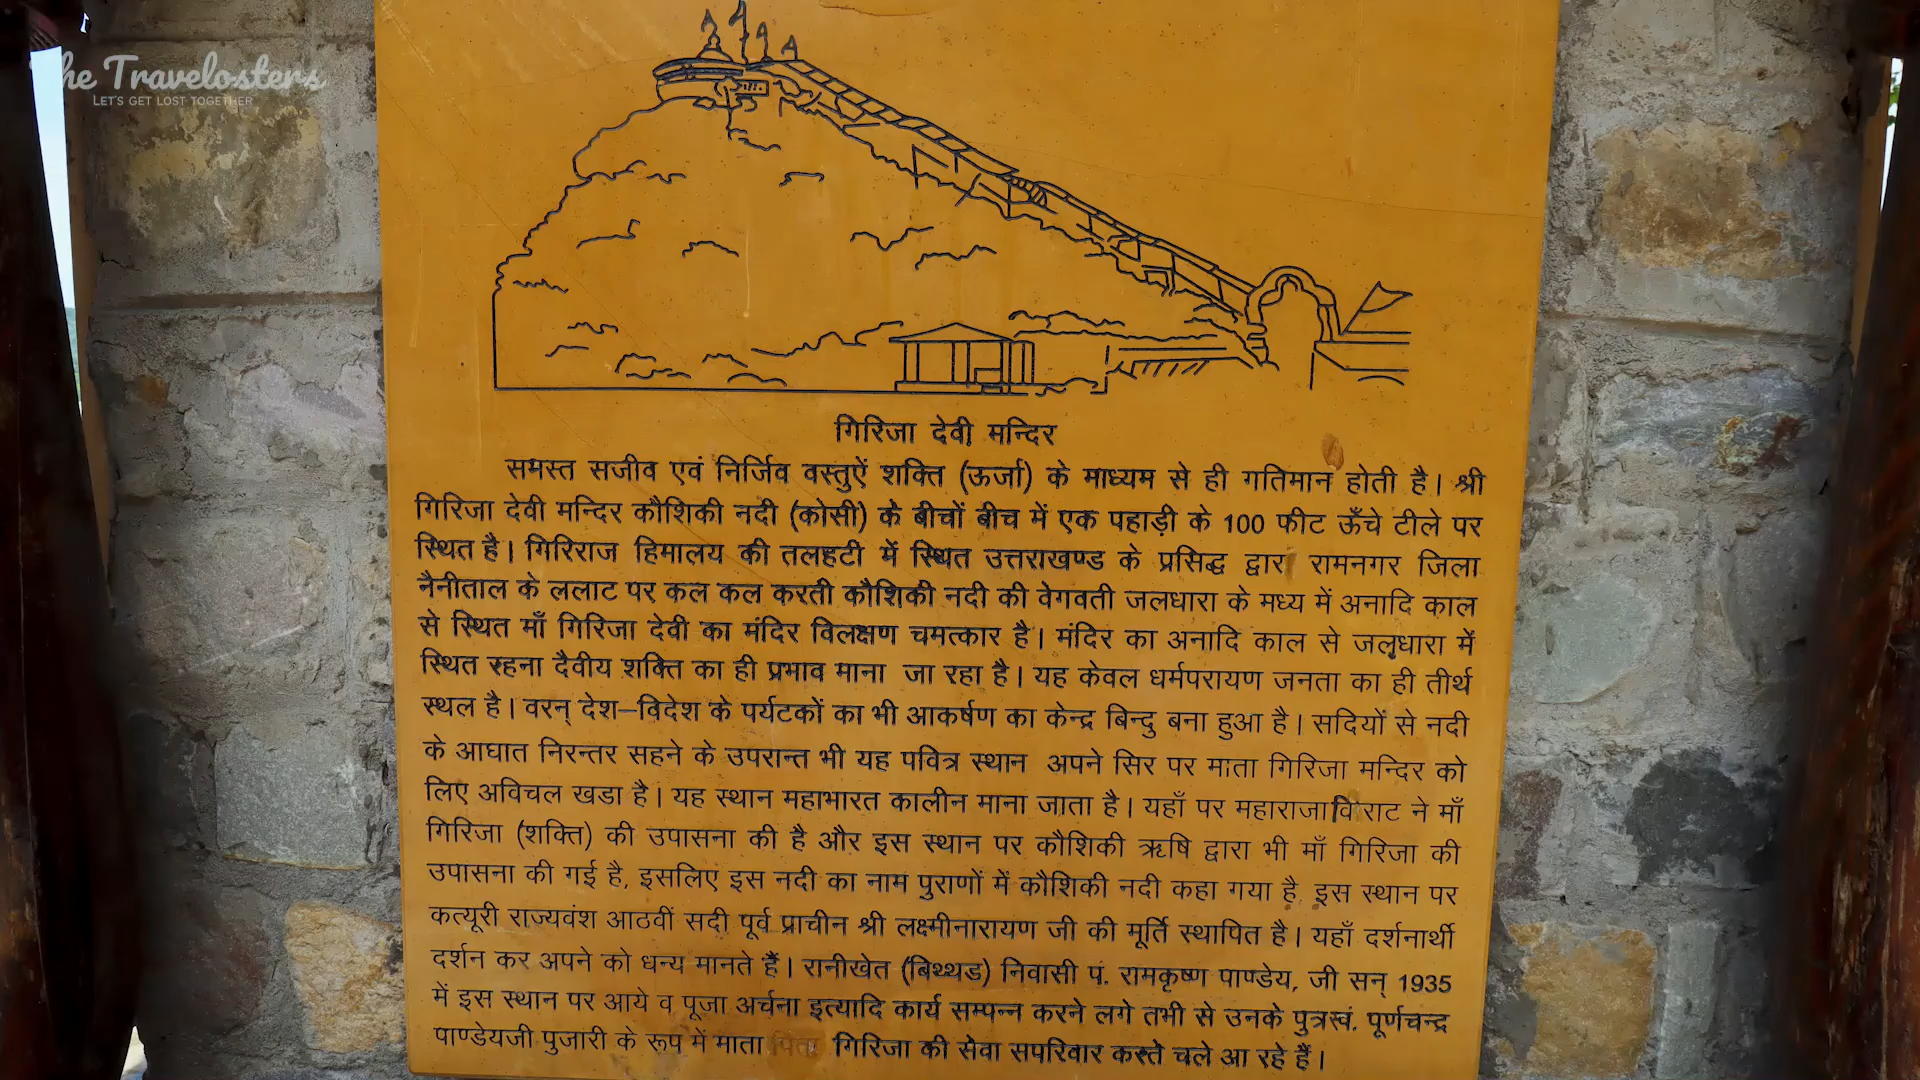 he Travelosters
LET'S GET LOST TOGETHER
गिरिजा देवी मन्दिर
समस्त सजीव एवं निर्जिव वस्तुऐं शक्ति (ऊर्जा) के माध्यम से ही गतिमान होती है। श्री
गिरिजा देवी मन्दिर कौशिकी नदी (कोसी) के बीचों बीच में एक पहाड़ी के 100 फीट ऊँचे टीले पर
स्थित है। गिरिराज हिमालय की तलहटी में स्थित उत्तराखण्ड के प्रसिद्ध द्वार रामनगर जिला
नैनीताल के ललाट पर कल कल करती कौशिकी नदी की वेगवती जलधारा के मध्य में अनादि काल
से स्थित माँ गिरिजा देवी का मंदिर विलक्षण चमत्कार है। मंदिर का अनादि काल से जलधारा में
स्थित रहना दैवीय शक्ति का ही प्रभाव माना जा रहा है। यह केवल धर्मपरायण जनता का ही तीर्थ
स्थल है। वरन् देश–विदेश के पर्यटकों का भी आकर्षण का केन्द्र बिन्दु बना हुआ है। सदियों से नदी
के आघात निरन्तर सहने के उपरान्त भी यह पवित्र स्थान अपने सिर पर माता गिरिजा मन्दिर को
लिए अविचल खडा है। यह स्थान महाभारत कालीन माना जाता है। यहाँ पर महाराजा विराट ने माँ
गिरिजा (शक्ति) की उपासना की है और इस स्थान पर कौशिकी ऋषि द्वारा भी माँ गिरिजा की
उपासना की गई है, इसलिए इस नदी का नाम पुराणों में कौशिकी नदी कहा गया है. इस स्थान पर
कत्यूरी राज्यवंश आठवीं सदी पूर्व प्राचीन श्री लक्ष्मीनारायण जी की मूर्ति स्थापित है। यहाँ दर्शनार्थी
दर्शन कर अपने को धन्य मानते हैं। रानीखेत (बिथ्थड) निवासी पं. रामकृष्ण पाण्डेय, जी सन् 1935
में इस स्थान पर आये व पूजा अर्चना इत्यादि कार्य सम्पन्न करने लगे तभी से उनके पुत्रस्व. पूर्णचन्द्र
पाण्डेयजी पुजारी के रूप में माता गिरिजा की सेवा सपरिवार करते चले आ रहे हैं।